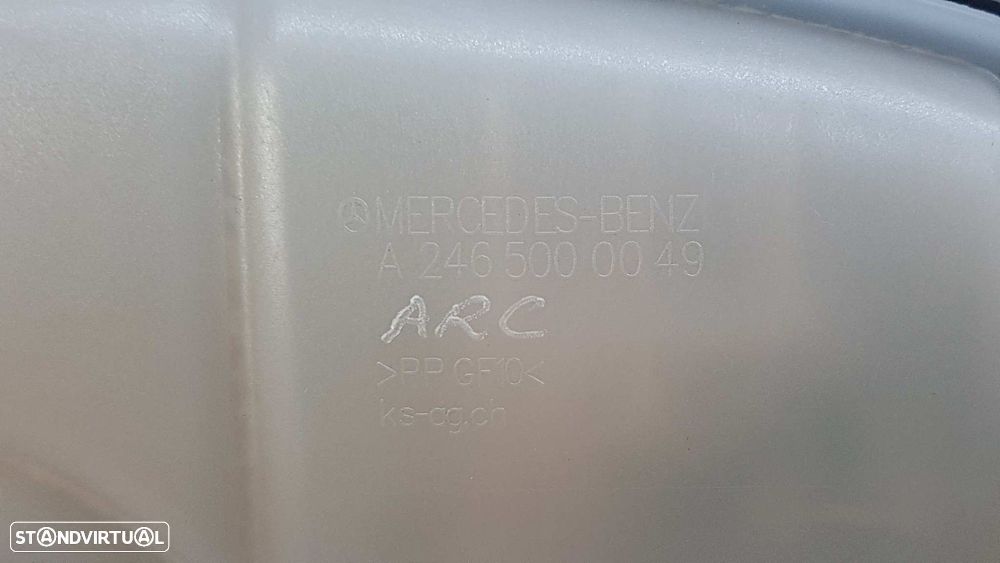 MERCEDES-BENZ
A 246 500 00 49
ARC
>PP GF10<
ks-ag.ch
STANDVIRTUAL